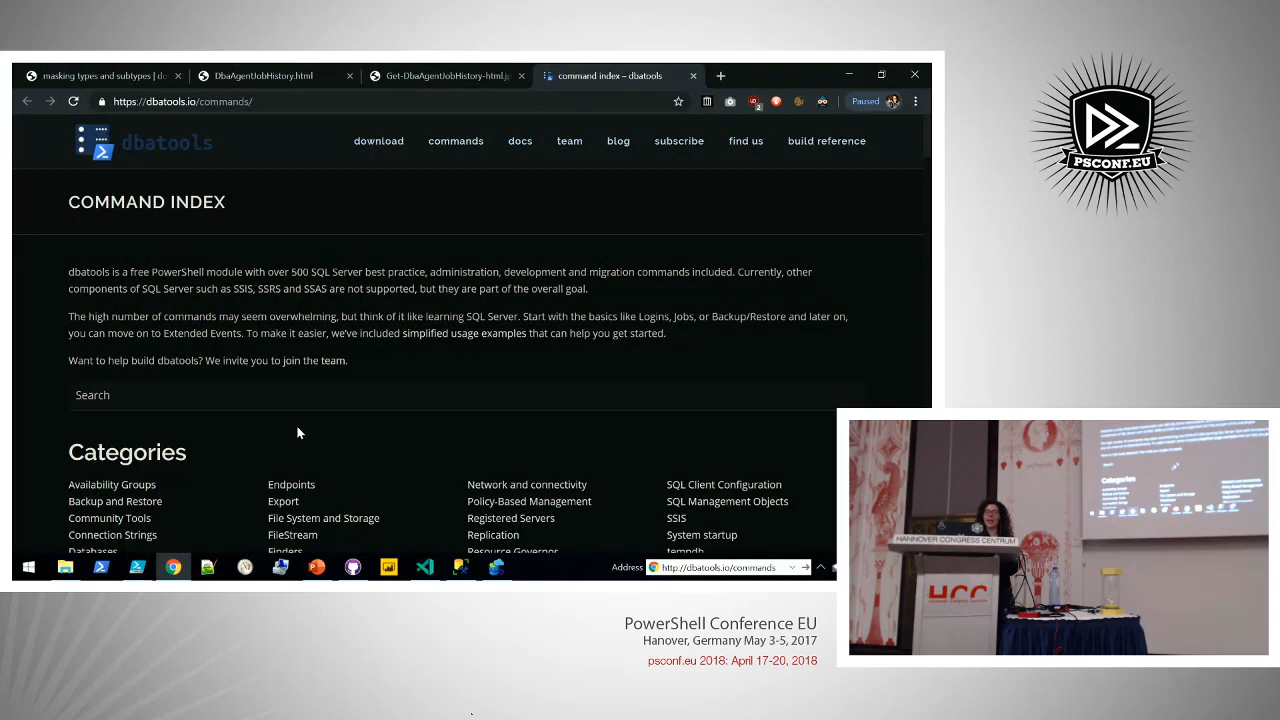 masking types and subtypes | do
DbaAgentJobHistory.html
Get-DbaAgentJobHistory-html.jp
command index – dbatools
https://dbatools.io/commands/
2
Paused
dbatools
download
commands
docs
team
blog
subscribe
find us
build reference
COMMAND INDEX
dbatools is a free PowerShell module with over 500 SQL Server best practice, administration, development and migration commands included. Currently, other
components of SQL Server such as SSIS, SSRS and SSAS are not supported, but they are part of the overall goal.
The high number of commands may seem overwhelming, but think of it like learning SQL Server. Start with the basics like Logins, Jobs, or Backup/Restore and later on,
you can move on to Extended Events. To make it easier, we've included simplified usage examples that can help you get started.
Want to help build dbatools? We invite you to join the team.
Search
Categories
Availability Groups
Backup and Restore
Community Tools
Connection Strings
Databases
Endpoints
Export
File System and Storage
FileStream
Finders
Network and connectivity
Policy-Based Management
Registered Servers
Replication
Resource Governor
SQL Client Configuration
SQL Management Objects
SSIS
System startup
tempdb
Address
http://dbatools.io/commands
PSCONF.EU
Categories
HANNOVER CONGRESS CENTRUM
HCC
PowerShell Conference EU
Hanover, Germany May 3-5, 2017
psconf.eu 2018: April 17-20, 2018